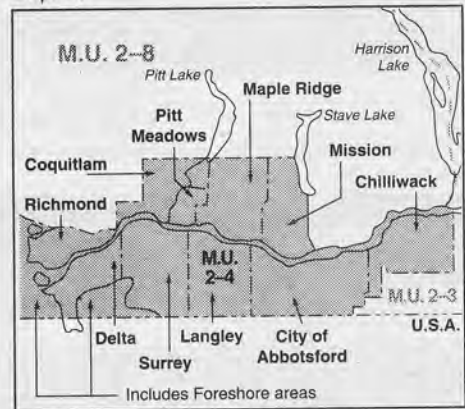 M.U. 2–8
Pitt Lake
Harrison
Lake
Maple Ridge
Stave Lake
Pitt
Meadows
Mission
Coquitlam
Chilliwack
Richmond
M.U.
2–4
M.U. 2–3
U.S.A.
Delta
Langley
City of
Abbotsford
Surrey
Includes Foreshore areas